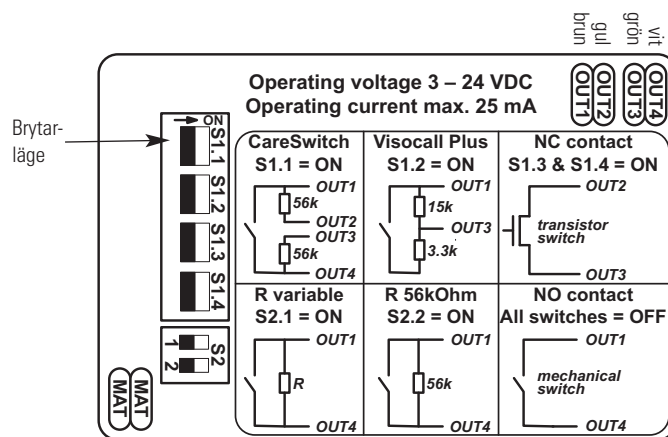 brun
gul
grön
vit
OUT1
OUT2
OUT3
OUT4
Operating voltage 3 – 24 VDC
Operating current max. 25 mA
Brytar-
läge
ON
S1.1
S1.2
S1.3
S1.4
1
2
S2
MAT
MAT
CareSwitch
S1.1 = ON
OUT1
56k
OUT2
OUT3
56k
OUT4
Visocall Plus
S1.2 = ON
OUT1
15k
OUT3
3.3k
OUT4
NC contact
S1.3 & S1.4 = ON
OUT2
transistor
switch
OUT3
R variable
S2.1 = ON
OUT1
R
OUT4
R 56kOhm
S2.2 = ON
OUT1
56k
OUT4
NO contact
All switches = OFF
OUT1
mechanical
switch
OUT4